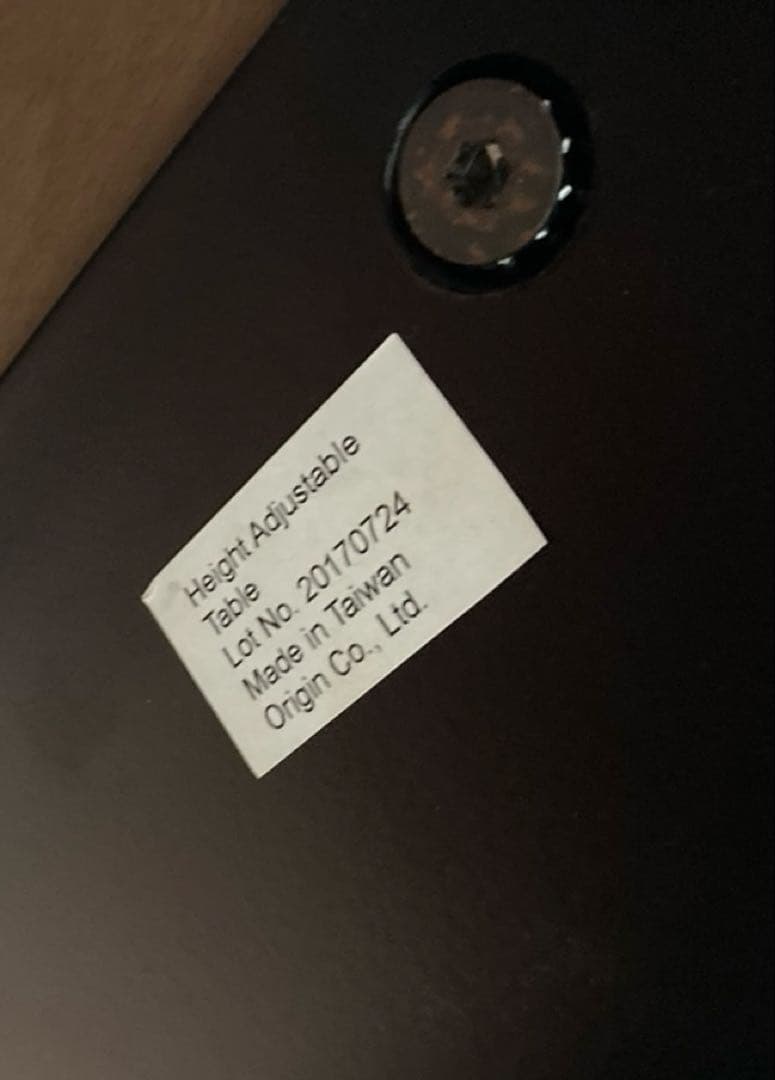 Height Adjustable
Table
Lot No. 20170724
Made in Taiwan
Origin Co., Ltd.